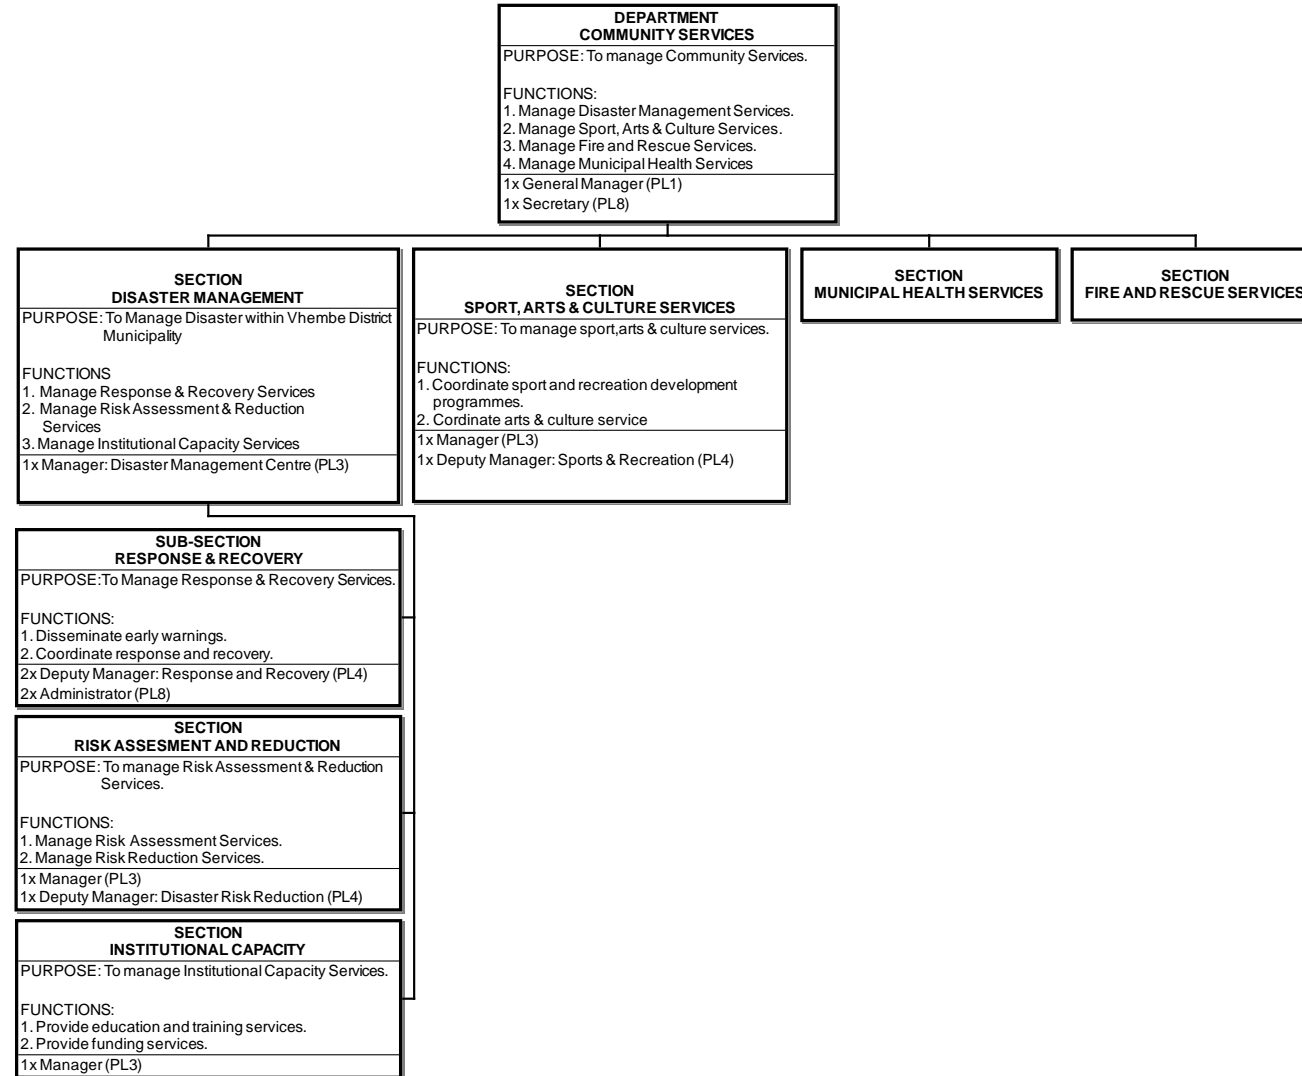 DEPARTMENT
COMMUNITY SERVICES
PURPOSE: To manage Community Services.
FUNCTIONS:
1. Manage Disaster Management Services.
2. Manage Sport, Arts & Culture Services.
3. Manage Fire and Rescue Services.
4. Manage Municipal Health Services
1x General Manager (PL1)
1x Secretary (PL8)
SECTION
DISASTER MANAGEMENT
PURPOSE: To Manage Disaster within Vhembe District
Municipality
FUNCTIONS
1. Manage Response & Recovery Services
2. Manage Risk Assessment & Reduction
Services
3. Manage Institutional Capacity Services
1x Manager: Disaster Management Centre (PL3)
SECTION
SPORT, ARTS & CULTURE SERVICES
PURPOSE: To manage sport,arts & culture services.
FUNCTIONS:
1. Coordinate sport and recreation development
programmes.
2. Cordinate arts & culture service
1x Manager (PL3)
1x Deputy Manager: Sports & Recreation (PL4)
SECTION
MUNICIPAL HEALTH SERVICES
SECTION
FIRE AND RESCUE SERVICES
SUB-SECTION
RESPONSE & RECOVERY
PURPOSE:To Manage Response & Recovery Services.
FUNCTIONS:
1. Disseminate early warnings.
2. Coordinate response and recovery.
2x Deputy Manager: Response and Recovery (PL4)
2x Administrator (PL8)
SECTION
RISK ASSESMENT AND REDUCTION
PURPOSE: To manage Risk Assessment & Reduction
Services.
FUNCTIONS:
1. Manage Risk Assessment Services.
2. Manage Risk Reduction Services.
1x Manager (PL3)
1x Deputy Manager: Disaster Risk Reduction (PL4)
SECTION
INSTITUTIONAL CAPACITY
PURPOSE: To manage Institutional Capacity Services.
FUNCTIONS:
1. Provide education and training services.
2. Provide funding services.
1x Manager (PL3)